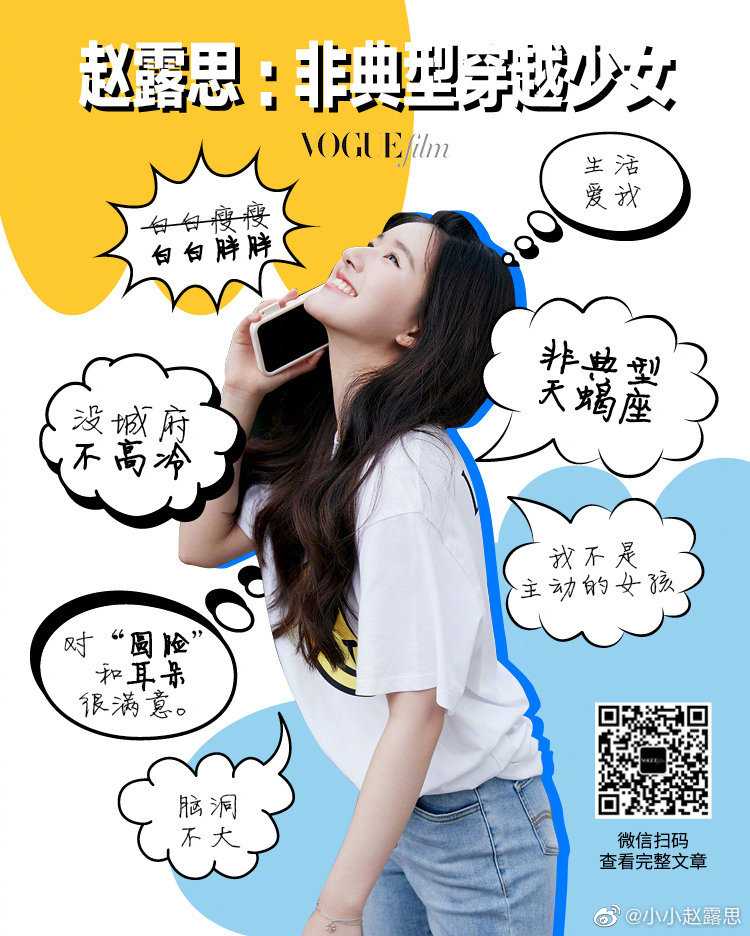 赵露思：非典型穿越少女
VOGUEfilm
生活
爱我
白白瘦瘦
白白胖胖
非典型
天蝎座
没城府
不高冷
我不是
主动的女孩
对“圆脸”
和耳朵
很满意。
脑洞
不大
VOGUEfilm
微信扫码
查看完整文章
@小小赵露思